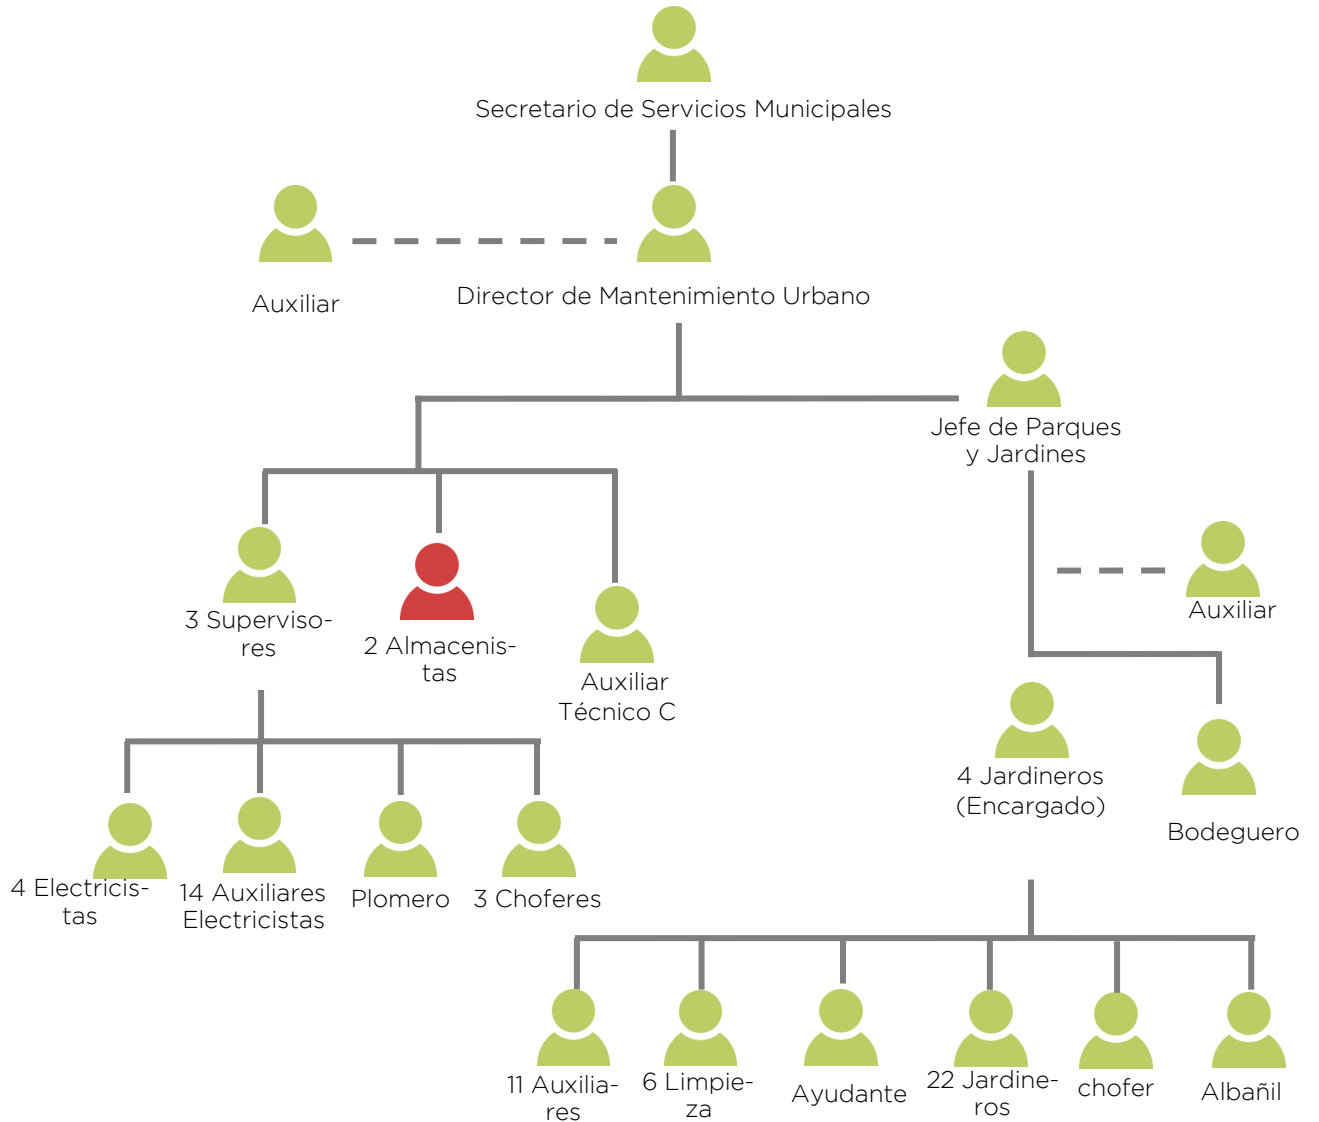 Secretario de Servicios Municipales
Auxiliar
Director de Mantenimiento Urbano
Jefe de Parques
y Jardines
3 Superviso-
res
2 Almacenis-
tas
Auxiliar
Técnico C
Auxiliar
4 Jardineros
(Encargado)
Bodeguero
4 Electricis-
tas
14 Auxiliares
Electricistas
Plomero
3 Choferes
11 Auxilia-
res
6 Limpie-
za
Ayudante
22 Jardine-
ros
chofer
Albañil